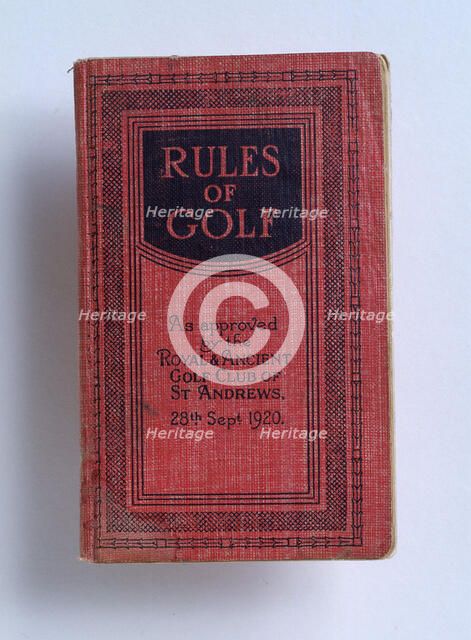 RULES
OF
GOLF
As approved
by the
ROYAL & ANCIENT
GOLF CLUB OF
ST ANDREWS.
28th Sept 1920.
Heritage
Heritage
Heritage
Heritage
Heritage
Heritage
Heritage
©